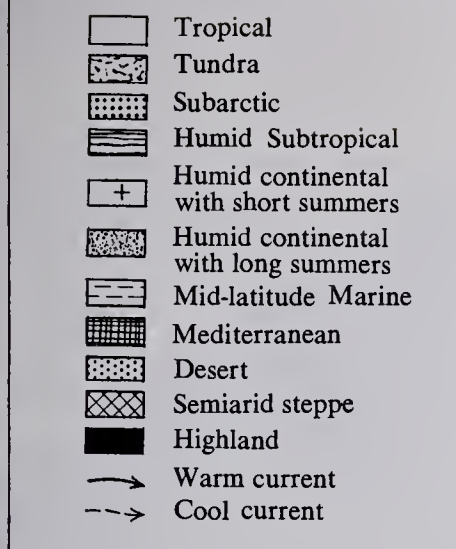 Tropical
Tundra
Subarctic
Humid Subtropical
Humid continental
with short summers
Humid continental
with long summers
Mid-latitude Marine
Mediterranean
Desert
Semiarid steppe
Highland
Warm current
Cool current